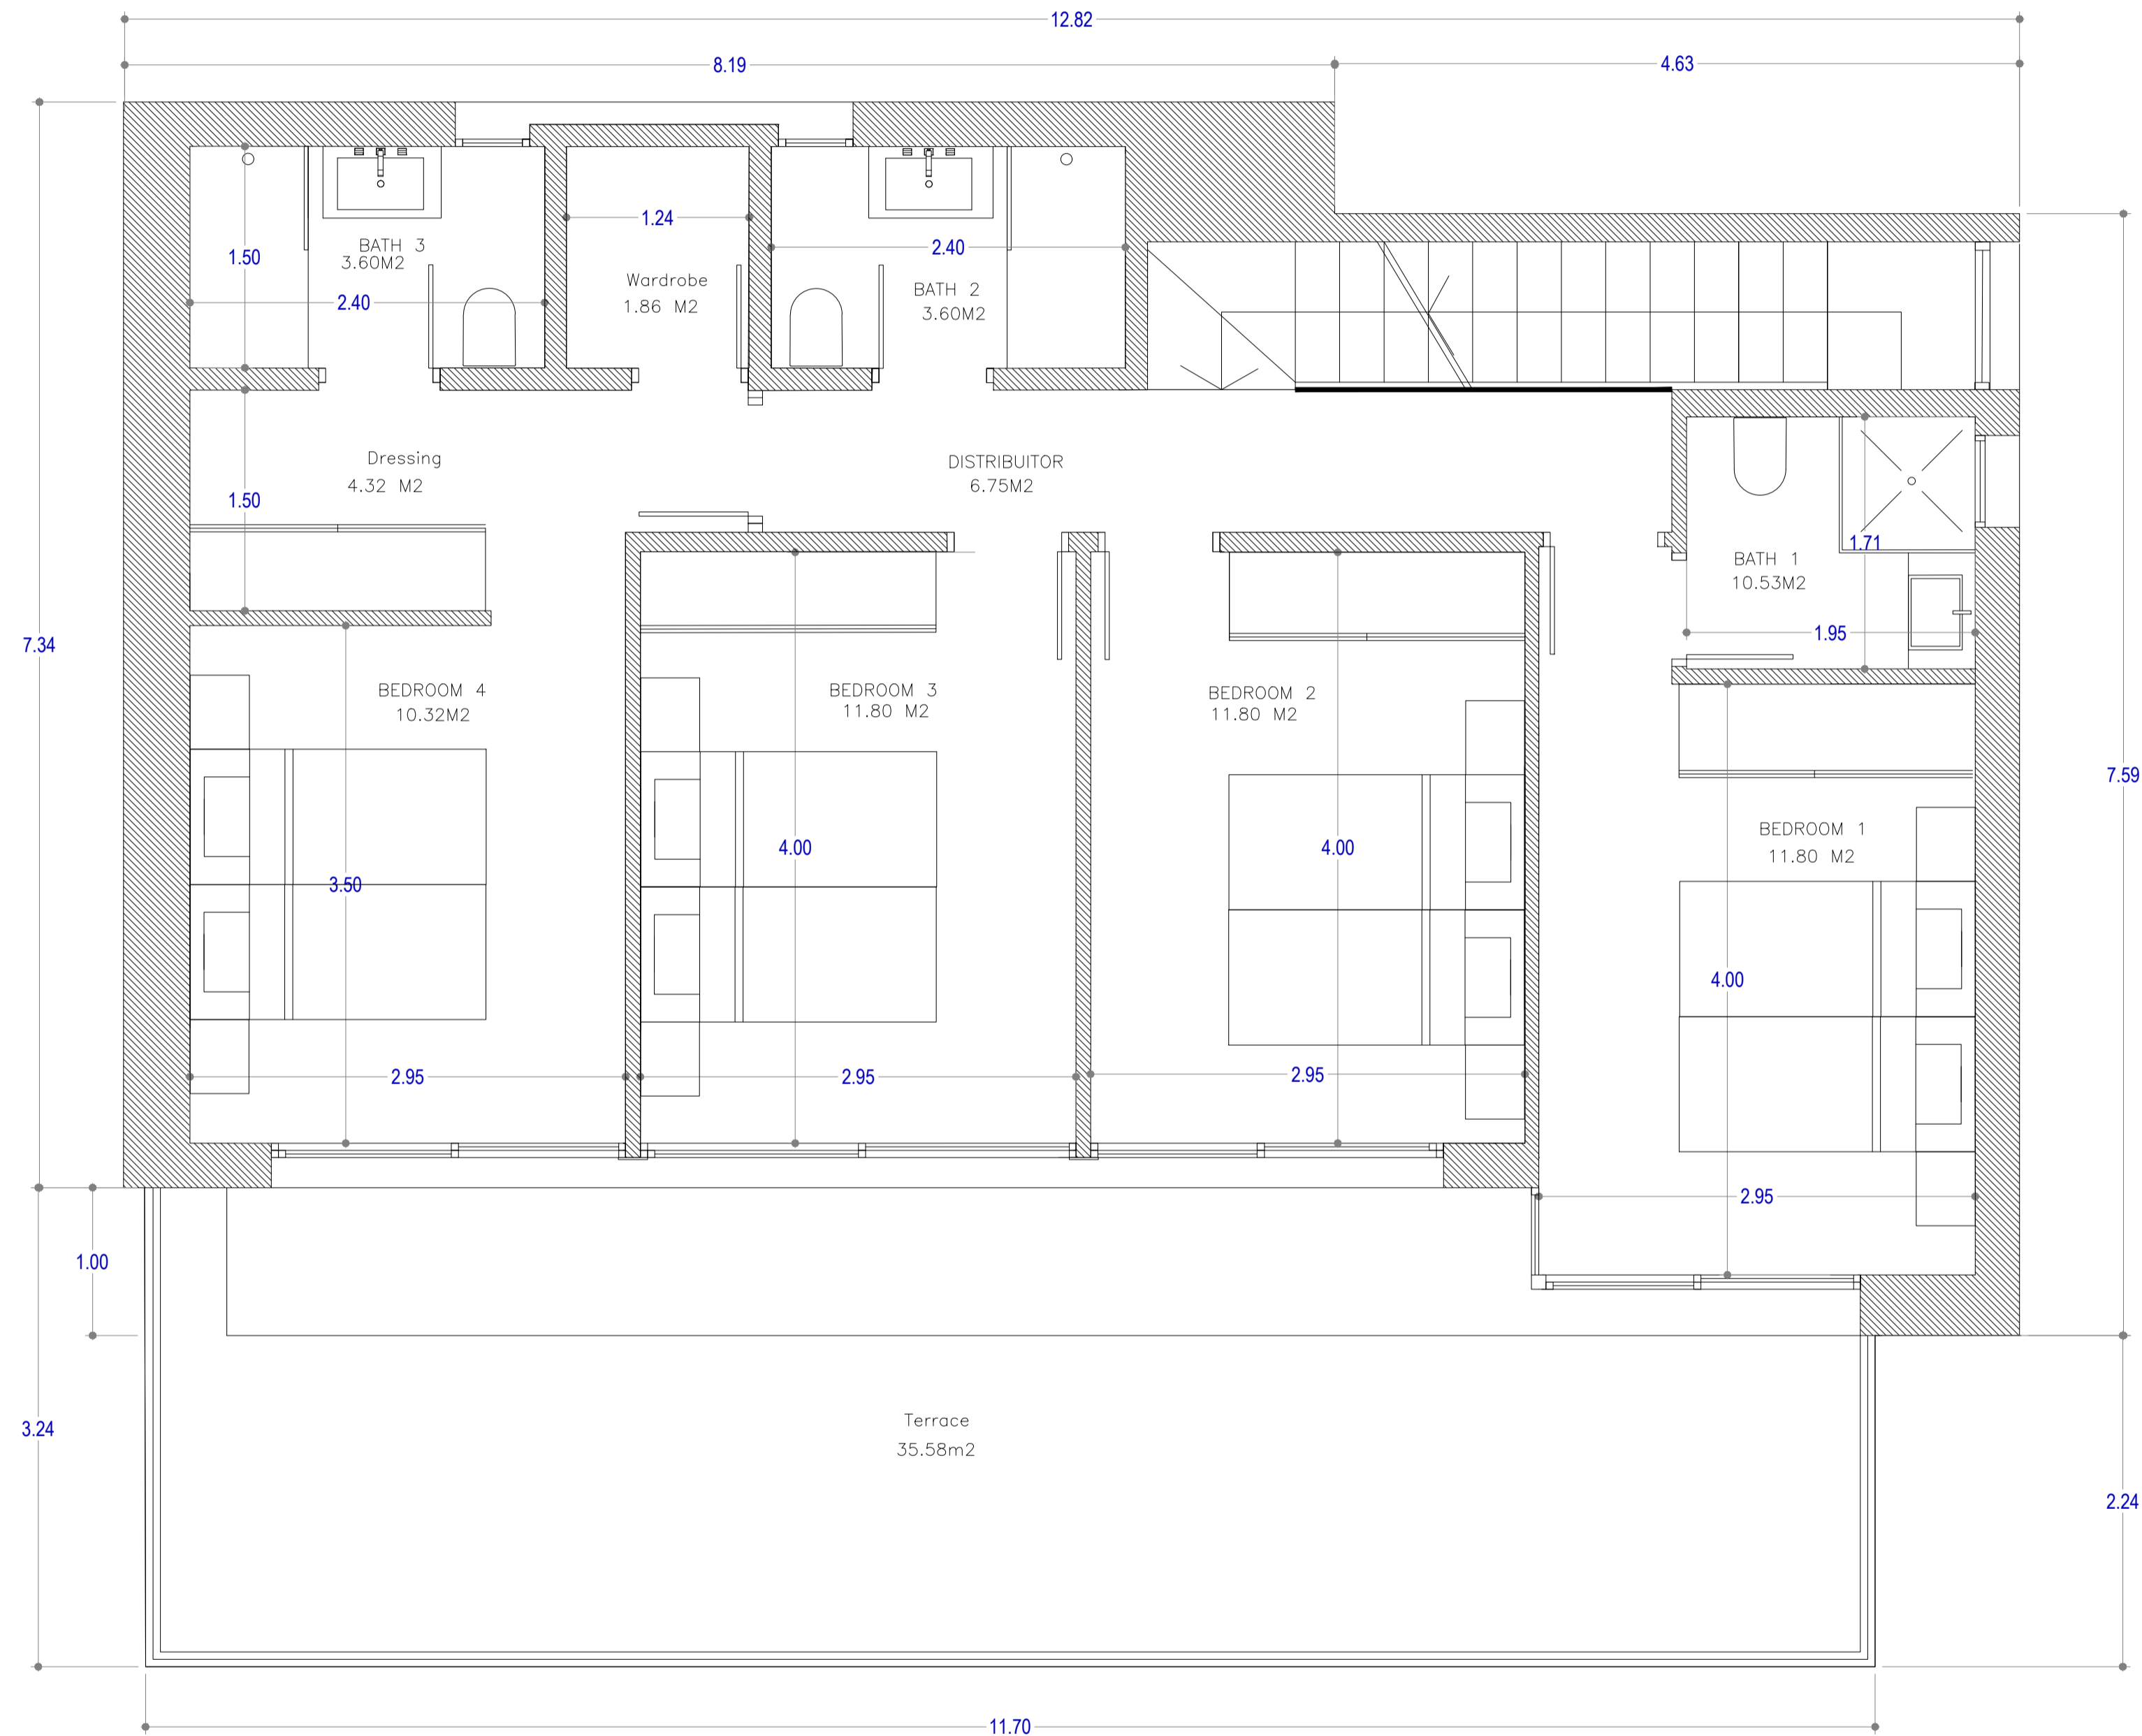 12.82
8.19
4.63
1.24
2.40
BATH 3
3.60M2
1.50
Wardrobe
1.86 M2
BATH 2
3.60M2
2.40
Dressing
4.32 M2
1.50
DISTRIBUITOR
6.75M2
1.71
BATH 1
10.53M2
1.95
7.34
BEDROOM 4
10.32M2
BEDROOM 3
11.80 M2
BEDROOM 2
11.80 M2
7.59
BEDROOM 1
11.80 M2
4.00
4.00
3.50
4.00
2.95
2.95
2.95
2.95
1.00
Terrace
35.58m2
3.24
2.24
11.70